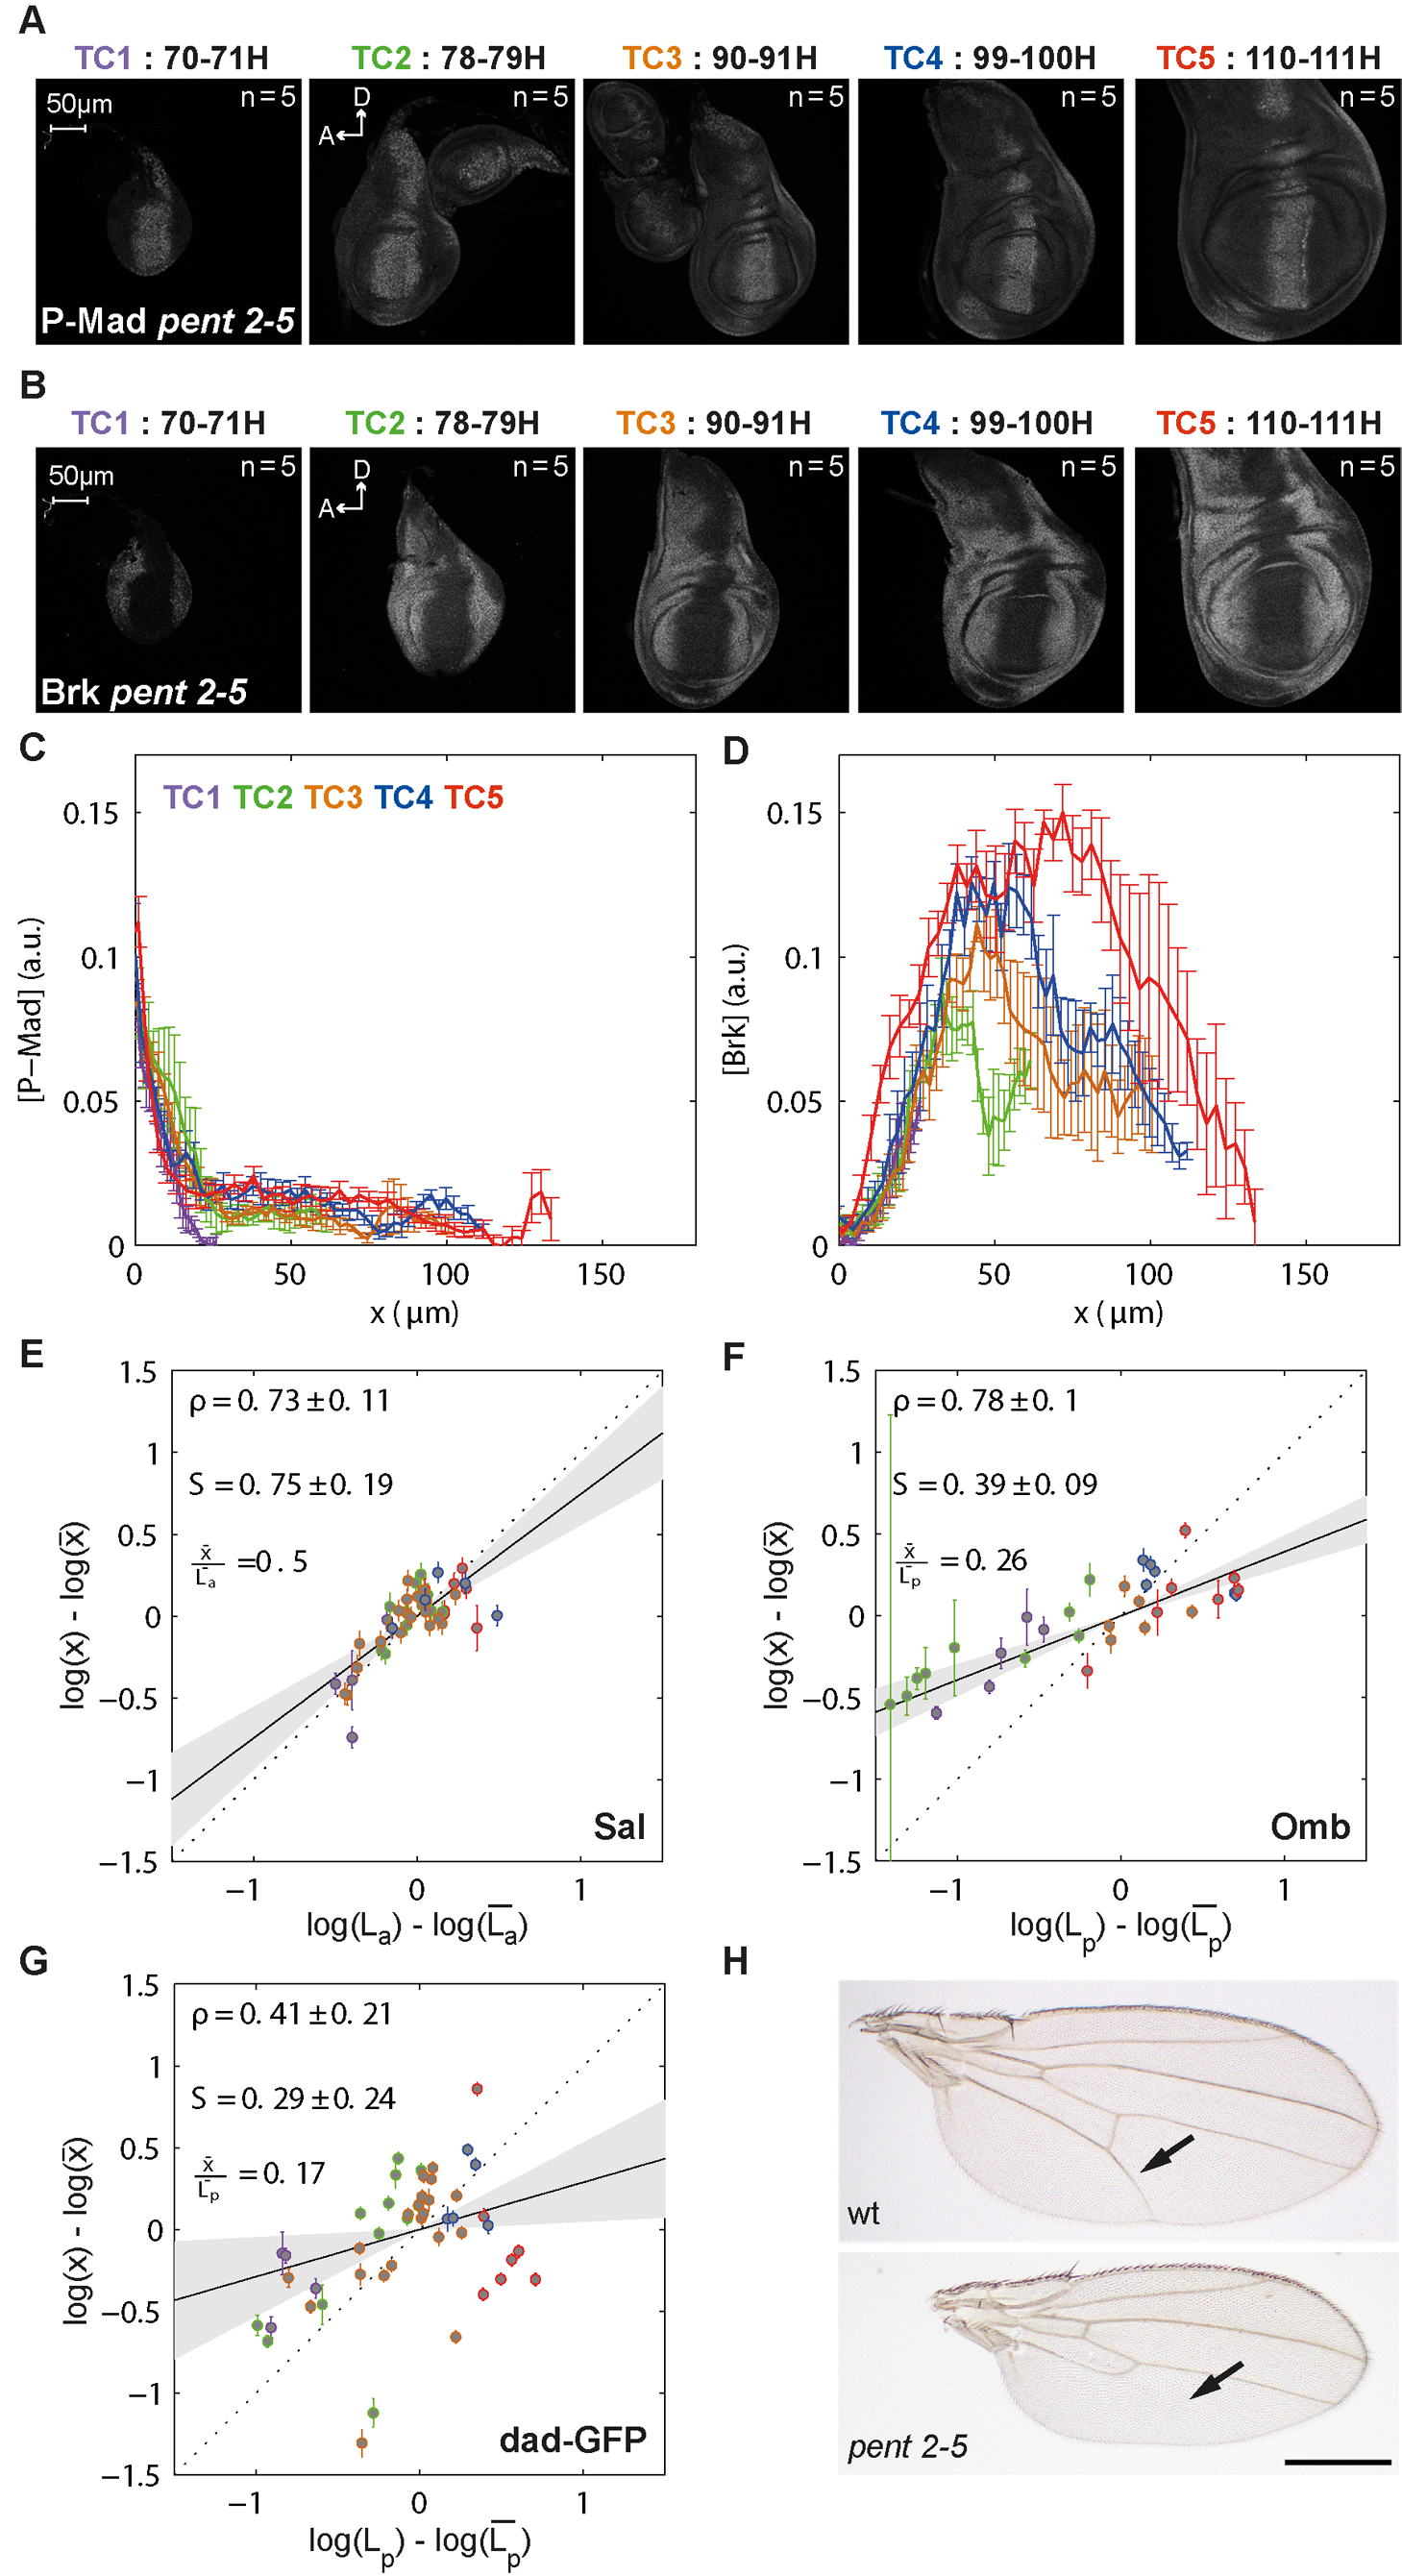 A
TC1 : 70-71H
TC2 : 78-79H
TC3 : 90-91H
TC4 : 99-100H
TC5 : 110-111H
50µm
n=5
D
A
n=5
n=5
n=5
n=5
P-Mad pent 2-5
B
TC1 : 70-71H
TC2 : 78-79H
TC3 : 90-91H
TC4 : 99-100H
TC5 : 110-111H
50µm
n=5
D
A
n=5
n=5
n=5
n=5
Brk pent 2-5
C
TC1 TC2 TC3 TC4 TC5
0.15
0.1
0.05
0
[P–Mad] (a.u.)
0 50 100 150
x (µm)
D
0.15
0.1
0.05
0
[Brk] (a.u.)
0 50 100 150
x (µm)
E
1.5
1
0.5
0
−0.5
−1
−1.5
log(x) - log(x̄)
ρ = 0. 73 ± 0. 11
S = 0. 75 ± 0. 19
x̄/L̄a = 0. 5
Sal
−1 0 1
log(La) - log(L̄a)
F
1.5
1
0.5
0
−0.5
−1
−1.5
log(x) - log(x̄)
ρ = 0. 78 ± 0. 1
S = 0. 39 ± 0. 09
x̄/L̄p = 0. 26
Omb
−1 0 1
log(Lp) - log(L̄p)
G
1.5
1
0.5
0
−0.5
−1
−1.5
log(x) - log(x̄)
ρ = 0. 41 ± 0. 21
S = 0. 29 ± 0. 24
x̄/L̄p = 0. 17
dad-GFP
−1 0 1
log(Lp) - log(L̄p)
H
wt
pent 2-5